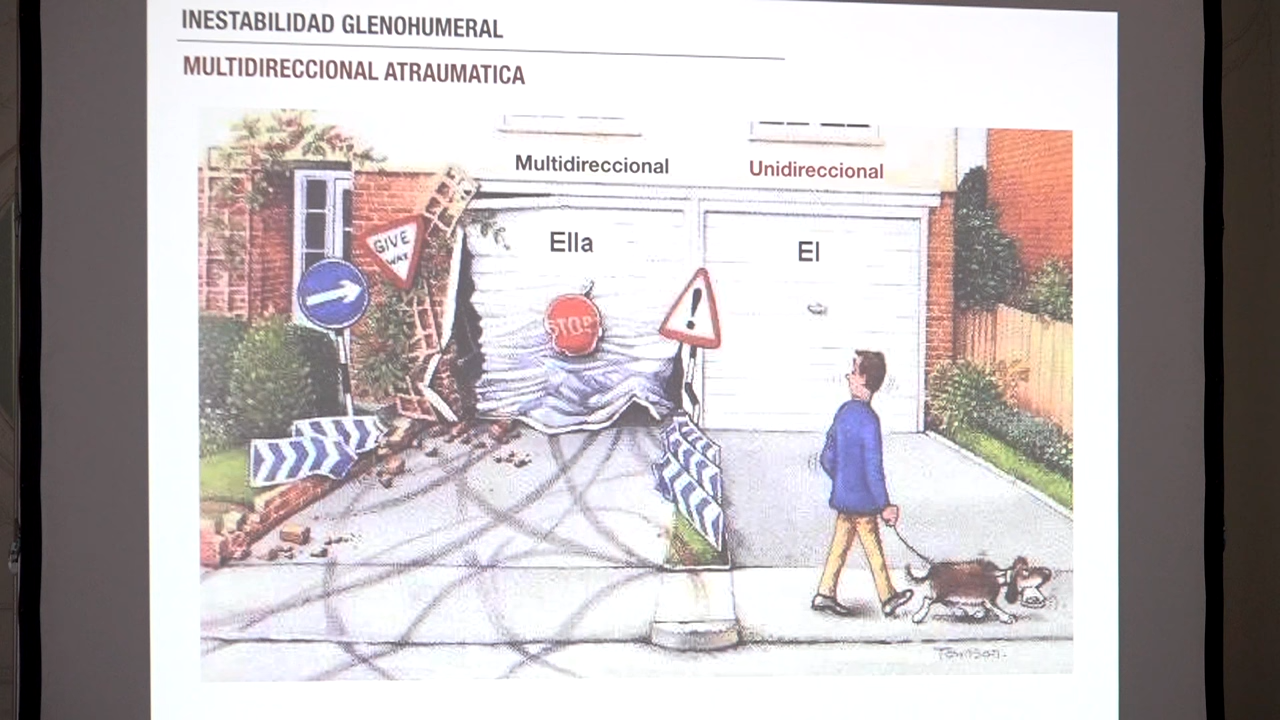 INESTABILIDAD GLENOHUMERAL
MULTIDIRECCIONAL ATRAUMATICA
Multidireccional
Unidireccional
Ella
El
GIVE
WAY
STOP
!